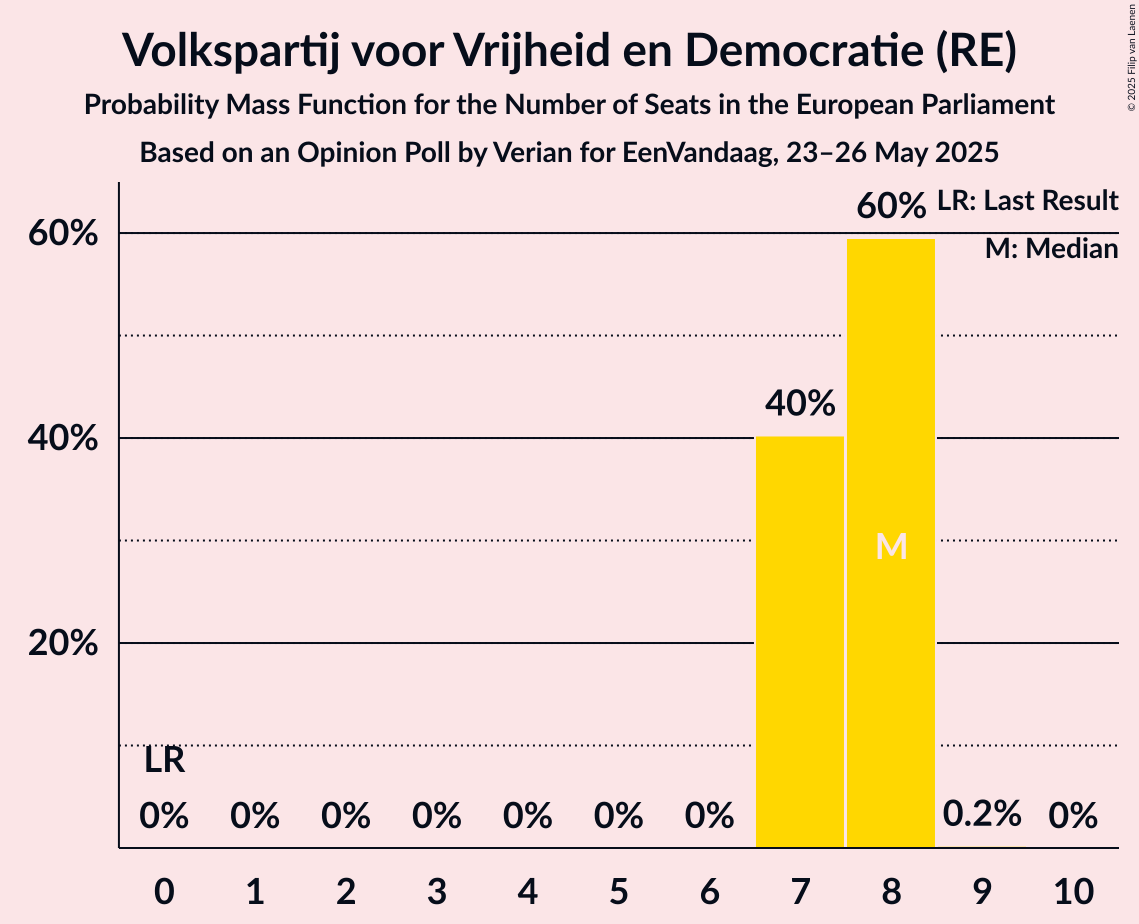 Volkspartij voor Vrijheid en Democratie (RE)
Probability Mass Function for the Number of Seats in the European Parliament
Based on an Opinion Poll by Verian for EenVandaag, 23–26 May 2025
© 2025 Filip van Laenen
LR: Last Result
M: Median
60%
40%
20%
60%
40%
M
LR
0% 0% 0% 0% 0% 0% 0% 0.2% 0%
0 1 2 3 4 5 6 7 8 9 10